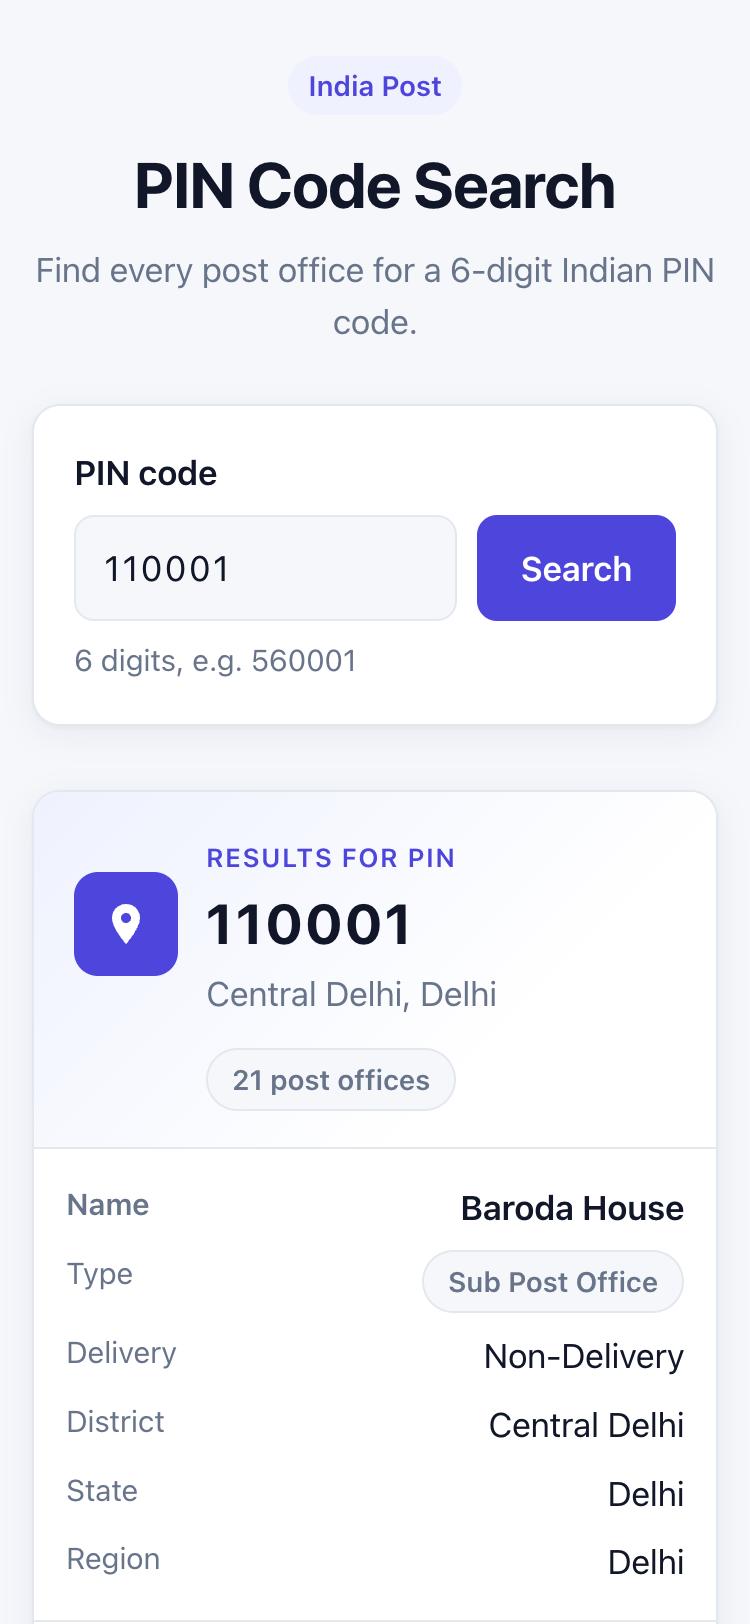 India Post
PIN Code Search
Find every post office for a 6-digit Indian PIN
code.
PIN code
110001
Search
6 digits, e.g. 560001
RESULTS FOR PIN
110001
Central Delhi, Delhi
21 post offices
Name Baroda House
Type Sub Post Office
Delivery Non-Delivery
District Central Delhi
State Delhi
Region Delhi